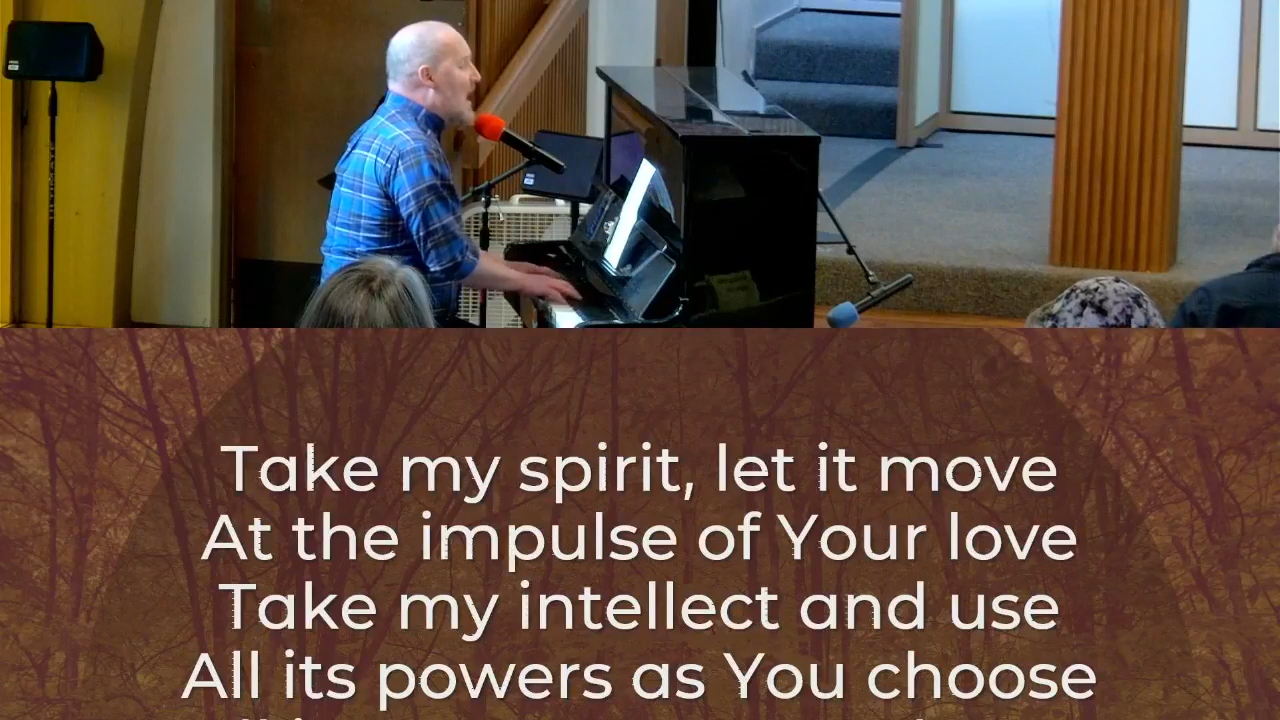 Take my spirit, let it move
At the impulse of Your love
Take my intellect and use
All its powers as You choose